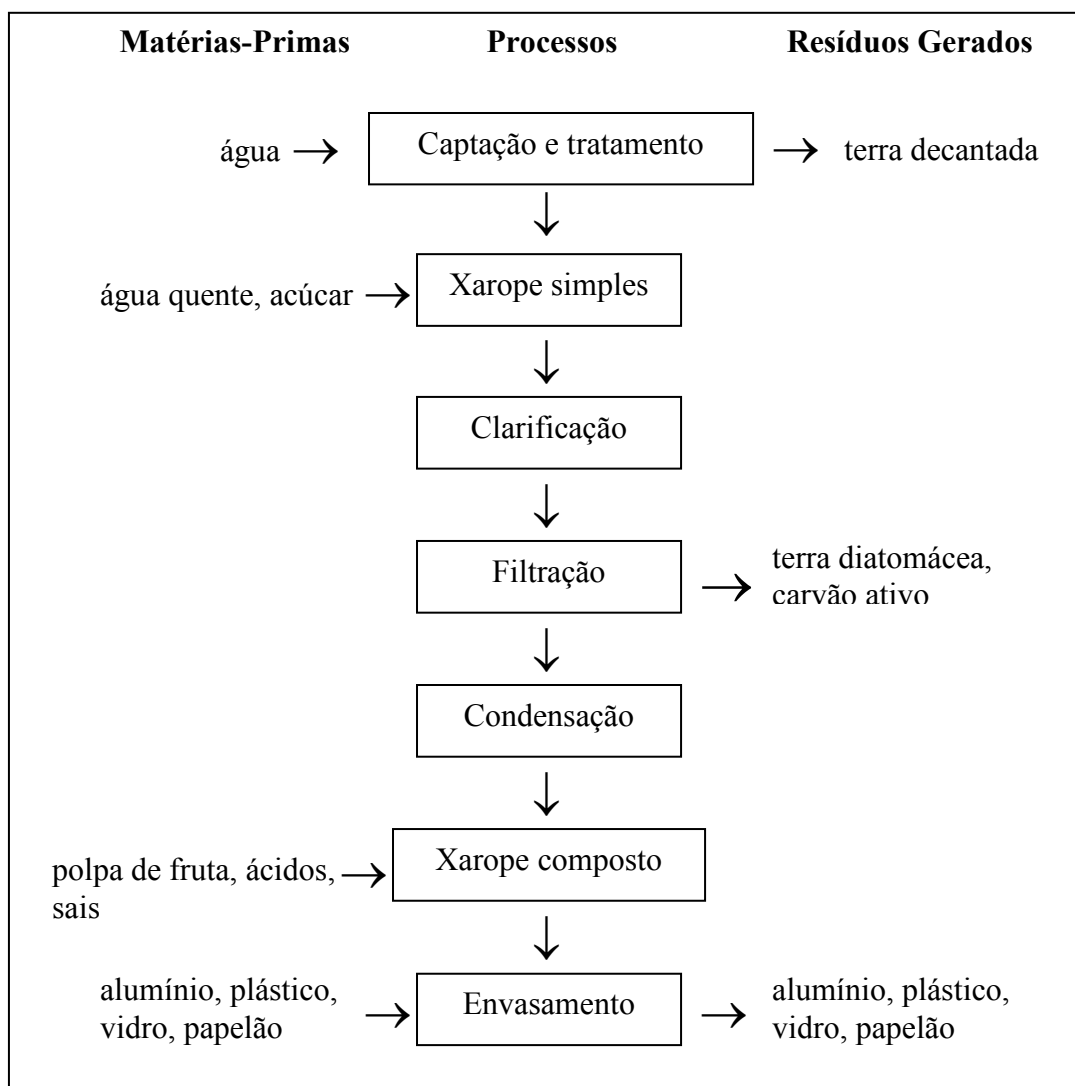 Matérias-Primas Processos Resíduos Gerados
água → Captação e tratamento → terra decantada
↓
água quente, acúcar → Xarope simples
↓
Clarificação
↓
Filtração → terra diatomácea,
carvão ativo
↓
Condensação
↓
polpa de fruta, ácidos,
sais → Xarope composto
↓
alumínio, plástico,
vidro, papelão → Envasamento → alumínio, plástico,
vidro, papelão